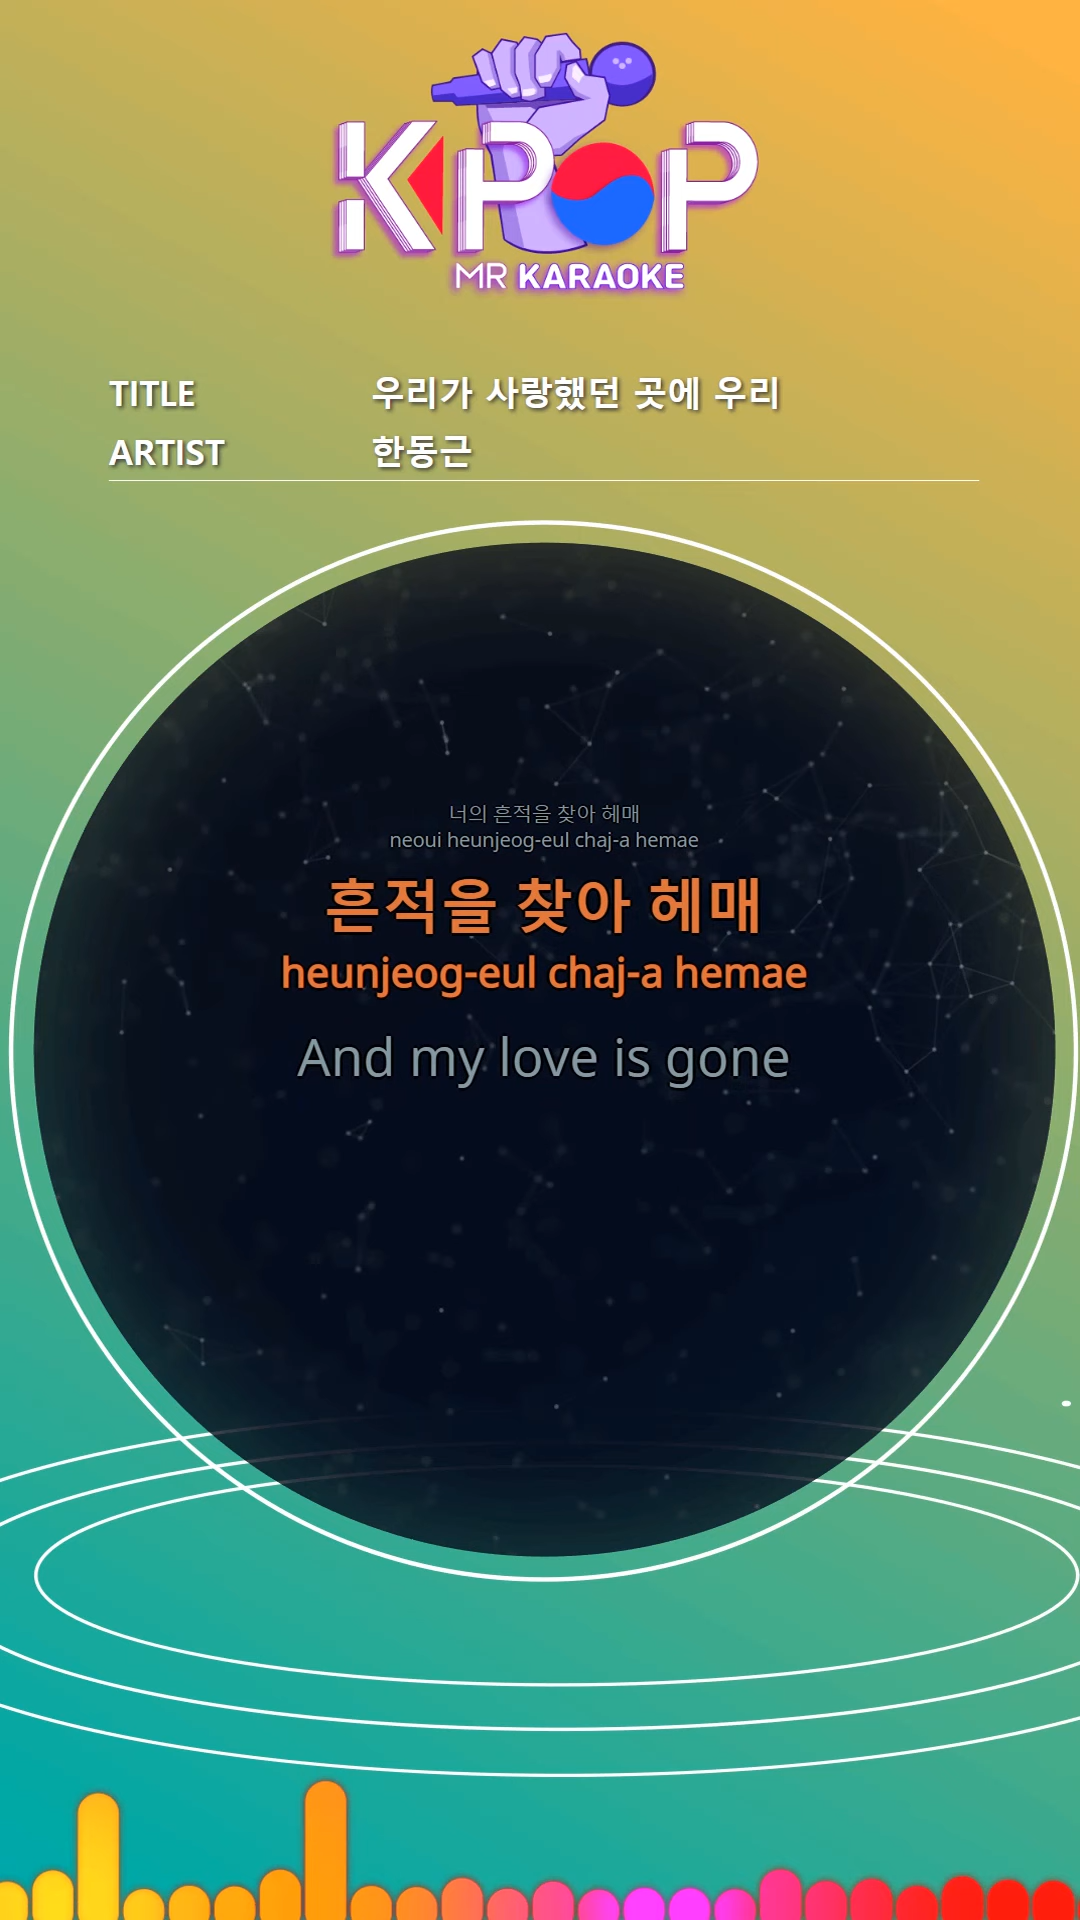 KPOP
MR KARAOKE
TITLE 우리가 사랑했던 곳에 우리
ARTIST 한동근
너의 흔적을 찾아 헤매
neoui heunjeog-eul chaj-a hemae
흔적을 찾아 헤매
heunjeog-eul chaj-a hemae
And my love is gone